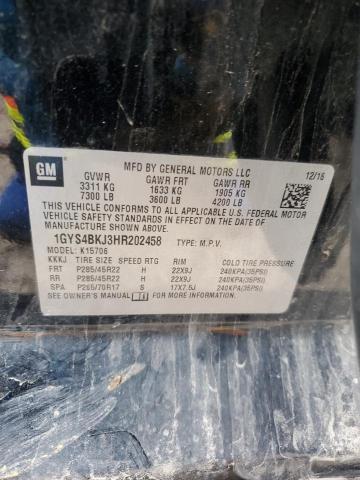 GM
MFD BY GENERAL MOTORS LLC
12/16
GVWR GAWR FRT GAWR RR
3311 KG 1633 KG 1905 KG
7300 LB 3600 LB 4200 LB
THIS VEHICLE CONFORMS TO ALL APPLICABLE U.S. FEDERAL
MOTOR VEHICLE SAFETY STANDARDS IN EFFECT ON THE DATE OF
MANUFACTURE SHOWN ABOVE.
1GYS4BKJ3HR202458 TYPE: M.P.V.
MODEL: K15706
KKKJ TIRE SIZE SPEED RTG RIM COLD TIRE PRESSURE
FRT P285/45R22 H 22X9J 240KPA(35PSI)
RR P285/45R22 H 22X9J 240KPA(35PSI)
SPA P265/70R17 S 17X7.5J 240KPA(35PSI)
SEE OWNER'S MANUAL FOR ADDITIONAL INFORMATION.